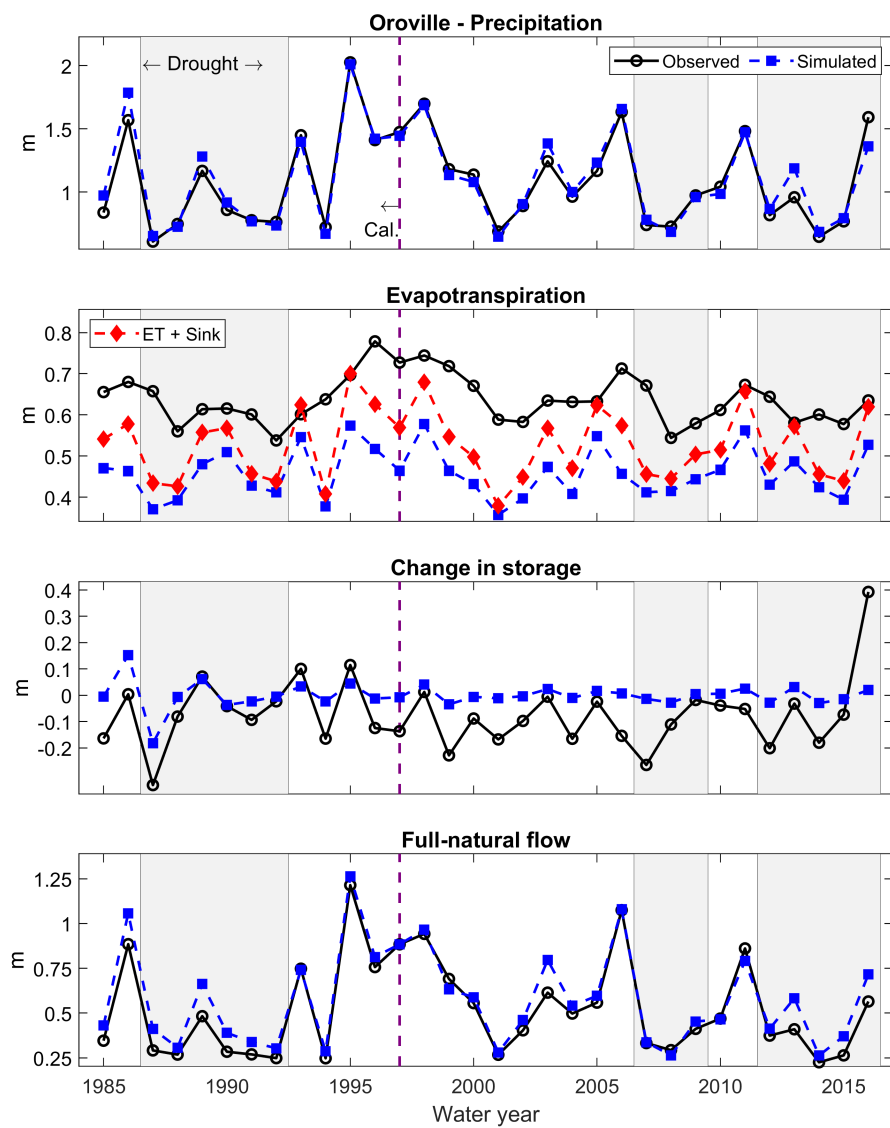 Oroville - Precipitation
← Drought →
Observed
Simulated
2
1.5
1
m
←
Cal.
Evapotranspiration
ET + Sink
0.8
0.7
0.6
0.5
0.4
m
Change in storage
0.4
0.3
0.2
0.1
0
-0.1
-0.2
m
Full-natural flow
1.25
1
0.75
0.5
0.25
m
1985
1990
1995
2000
2005
2010
2015
Water year